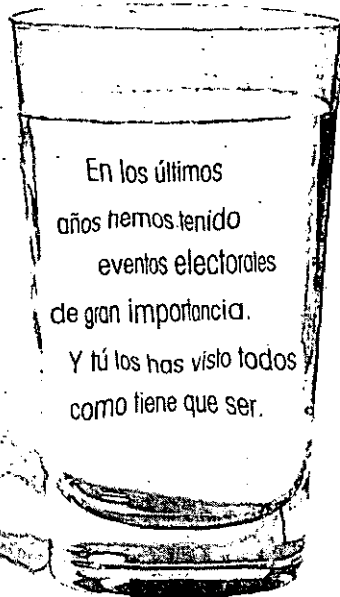 En los últimos
años hemos tenido
eventos electorales
de gran importancia.
Y tú los has visto todos
como tiene que ser.